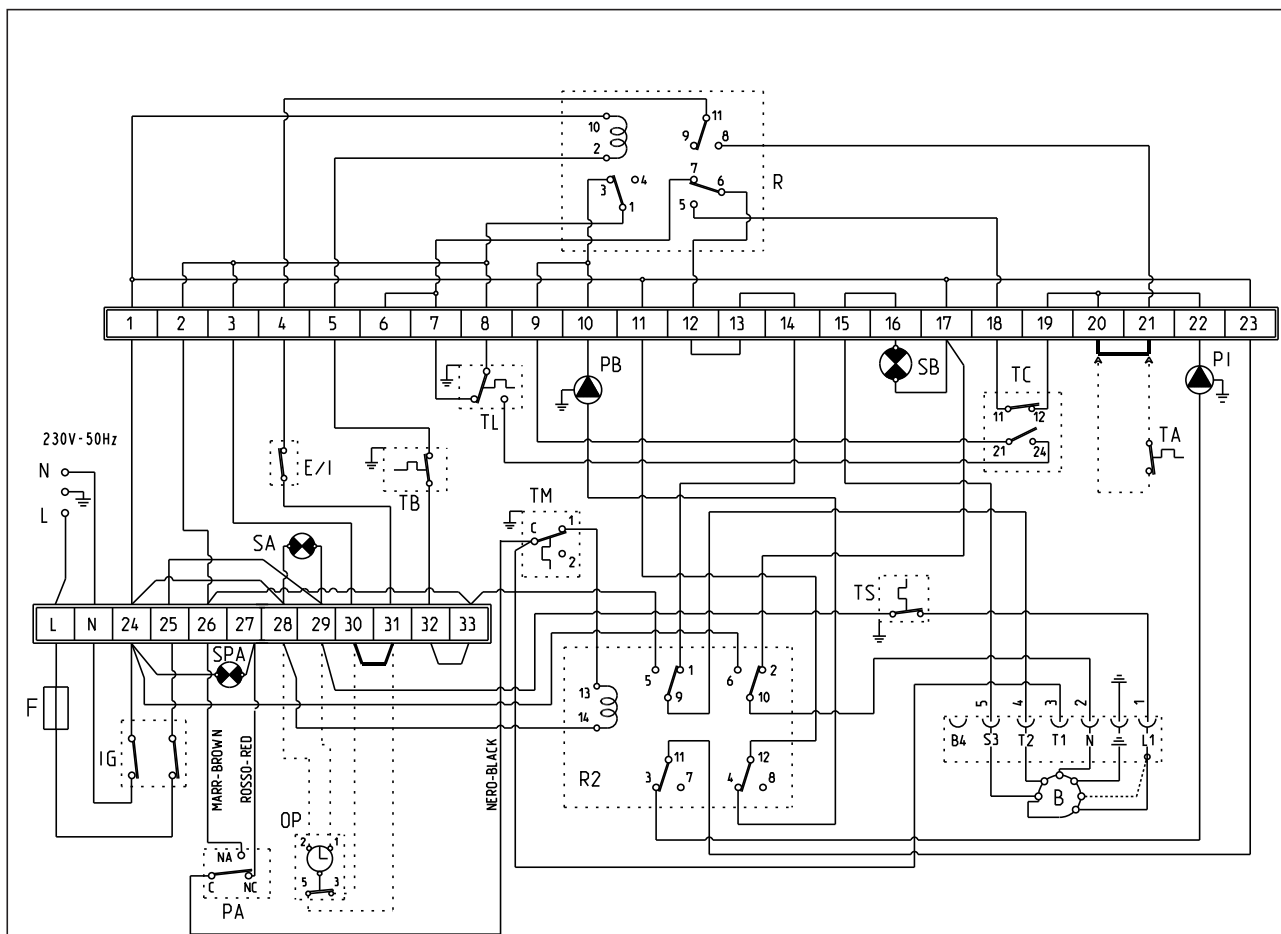 11
10
9
8
2
7
3
4
6
R
1
5
1 2 3 4 5 6 7 8 9 10 11 12 13 14 15 16 17 18 19 20 21 22 23
PB
SB
TC
PI
TL
11 12
230V-50Hz
21 24
TA
N
E/I
L
TB
TM
1
C
SA
2
TS
L N 24 25 26 27 28 29 30 31 32 33
SPA
5 1 6 2
13
9 10
F
14
5 4 3 2 1
B4 S3 T2 T1 N L1
IG
MARR-BROWN
ROSSO-RED
NERO-BLACK
11 12
R2
3 7 4 8
B
OP
2 1
NA
5 3
C NC
PA